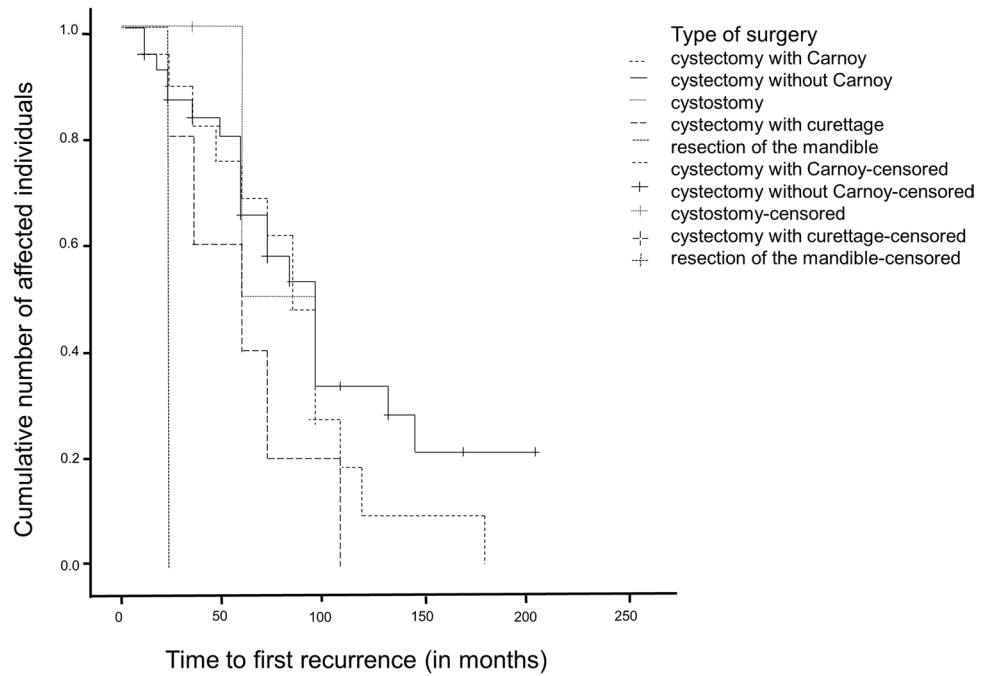 Cumulative number of affected individuals
1.0
0.8
0.6
0.4
0.2
0.0
0 50 100 150 200 250
Time to first recurrence (in months)
Type of surgery
cystectomy with Carnoy
cystectomy without Carnoy
cystostomy
cystectomy with curettage
resection of the mandible
cystectomy with Carnoy-censored
cystectomy without Carnoy-censored
cystostomy-censored
cystectomy with curettage-censored
resection of the mandible-censored